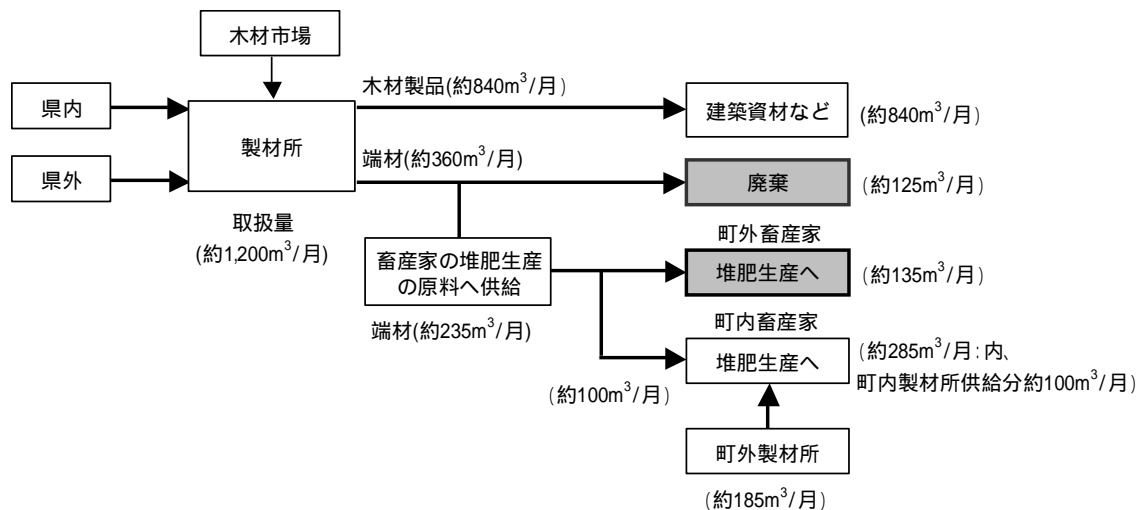 木材市場
県内
県外
製材所
取扱量
(約1,200m³/月)
木材製品(約840m³/月)
建築資材など
(約840m³/月)
端材(約360m³/月)
廃棄
(約125m³/月)
畜産家の堆肥生産
の原料へ供給
端材(約235m³/月)
町外畜産家
堆肥生産へ
(約135m³/月)
町内畜産家
堆肥生産へ
(約285m³/月:内、
町内製材所供給分約100m³/月)
(約100m³/月)
町外製材所
(約185m³/月)